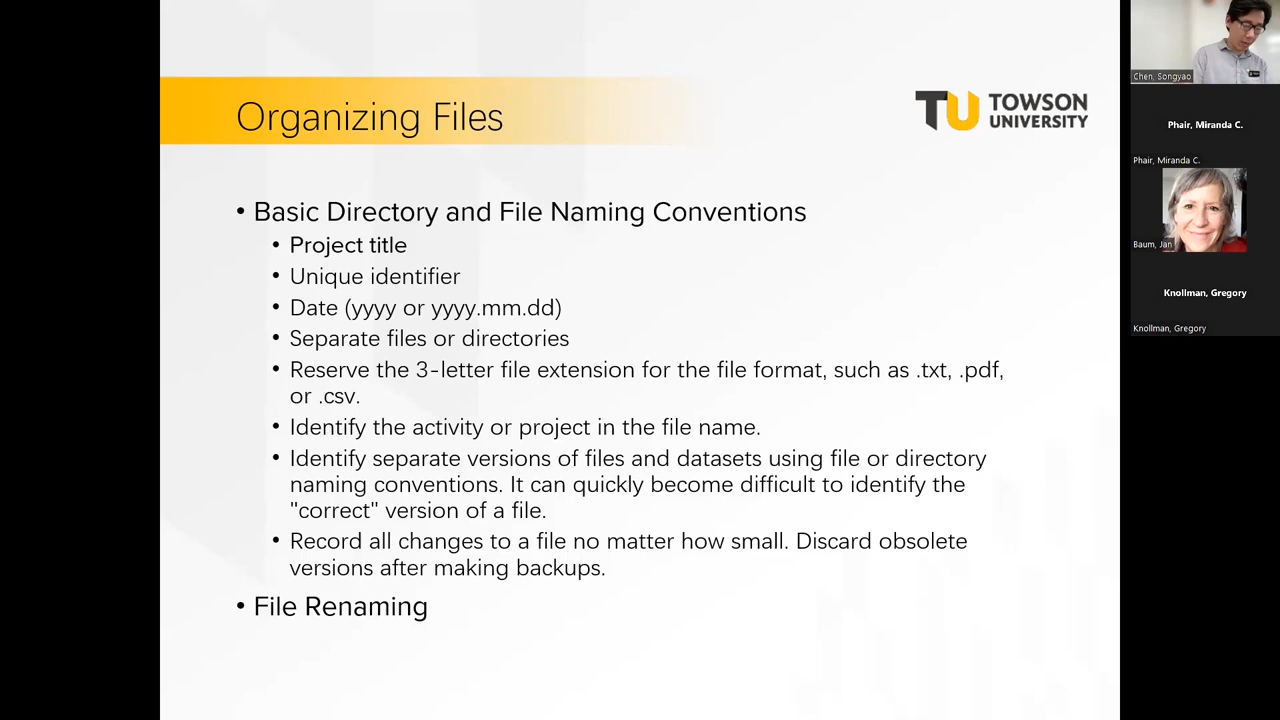 Organizing Files
TOWSON
UNIVERSITY
• Basic Directory and File Naming Conventions
• Project title
• Unique identifier
• Date (yyyy or yyyy.mm.dd)
• Separate files or directories
• Reserve the 3-letter file extension for the file format, such as .txt, .pdf,
or .csv.
• Identify the activity or project in the file name.
• Identify separate versions of files and datasets using file or directory
naming conventions. It can quickly become difficult to identify the
"correct" version of a file.
• Record all changes to a file no matter how small. Discard obsolete
versions after making backups.
• File Renaming
Chen, Songyao
Phair, Miranda C.
Phair, Miranda C.
Baum, Jan
Knollman, Gregory
Knollman, Gregory